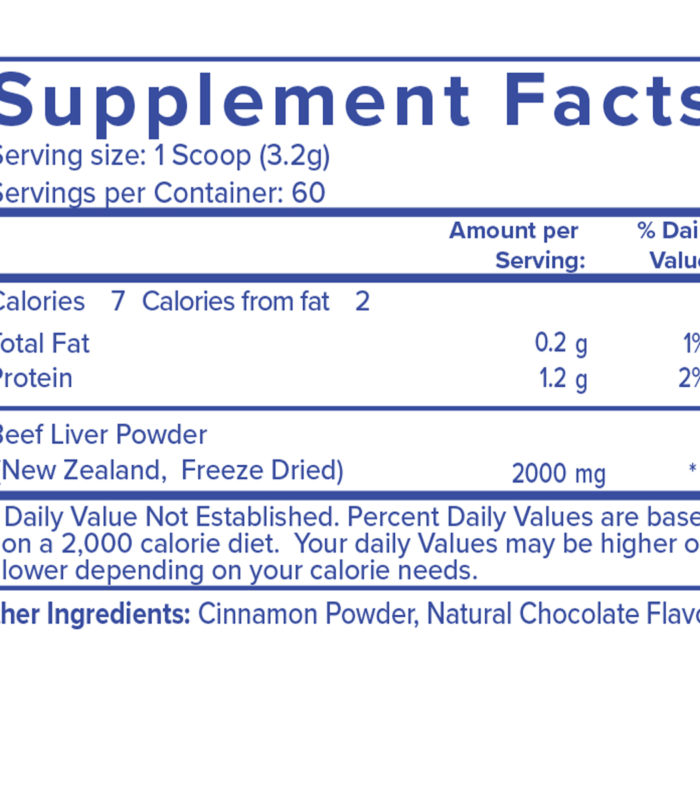 Supplement Facts
Serving size: 1 Scoop (3.2g)
Servings per Container: 60
Amount per % Dai
Serving: Valu
Calories 7 Calories from fat 2
Total Fat 0.2 g 1%
Protein 1.2 g 2%
Beef Liver Powder
(New Zealand, Freeze Dried) 2000 mg *
Daily Value Not Established. Percent Daily Values are base
on a 2,000 calorie diet. Your daily Values may be higher o
lower depending on your calorie needs.
ther Ingredients: Cinnamon Powder, Natural Chocolate Flavo